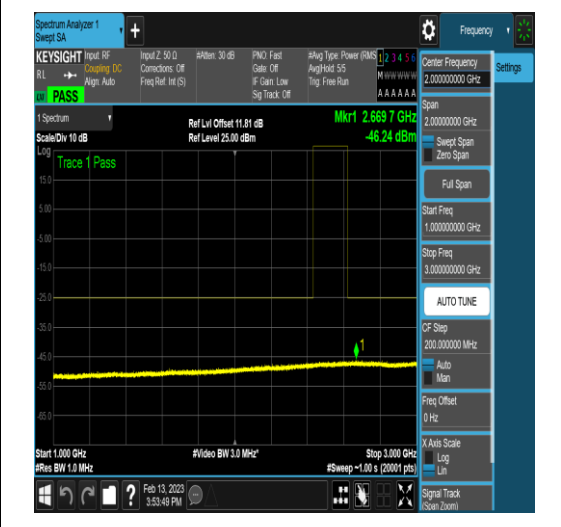 Spectrum Analyzer 1
Swept SA
Frequency
KEYSIGHT
RL
PASS
Input: RF
Coupling: DC
Align: Auto
Input Z: 50 Ω
Corrections: Off
Freq Ref: Int (S)
#Atten: 30 dB
PNO: Fast
Gate: Off
IF Gain: Low
Sig Track: Off
#Avg Type: Power (RMS
Avg|Hold: 5/5
Trig: Free Run
1 2 3 4 5 6
M W W W W W
A A A A A A
1 Spectrum
Scale/Div 10 dB
Ref Lvl Offset 11.81 dB
Ref Level 25.00 dBm
Mkr1 2.669 7 GHz
-46.24 dBm
Log
Trace 1 Pass
15.0
5.00
-5.00
-15.0
-25.0
-35.0
-45.0
-55.0
-65.0
1
Start 1.000 GHz
#Res BW 1.0 MHz
#Video BW 3.0 MHz*
Stop 3.000 GHz
#Sweep ~1.00 s (20001 pts)
Feb 13, 2023
3:53:49 PM
Center Frequency
2.000000000 GHz
Settings
Span
2.00000000 GHz
Swept Span
Zero Span
Full Span
Start Freq
1.000000000 GHz
Stop Freq
3.000000000 GHz
AUTO TUNE
CF Step
200.000000 MHz
Auto
Man
Freq Offset
0 Hz
X Axis Scale
Log
Lin
Signal Track
(Span Zoom)